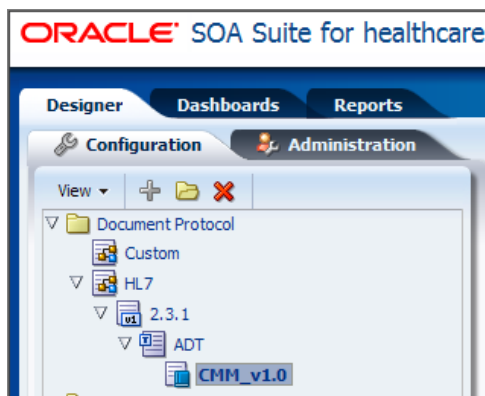 ORACLE SOA Suite for healthcare
Designer Dashboards Reports
Configuration Administration
View
Document Protocol
Custom
HL7
v1 2.3.1
ADT
CMM_v1.0